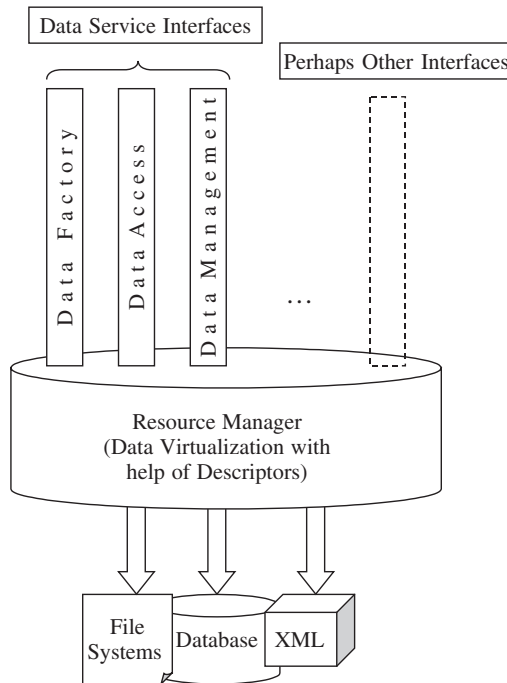 Data Service Interfaces
Perhaps Other Interfaces
Data Factory
Data Access
Data Management
...
Resource Manager
(Data Virtualization with
help of Descriptors)
File
Systems
Database
XML